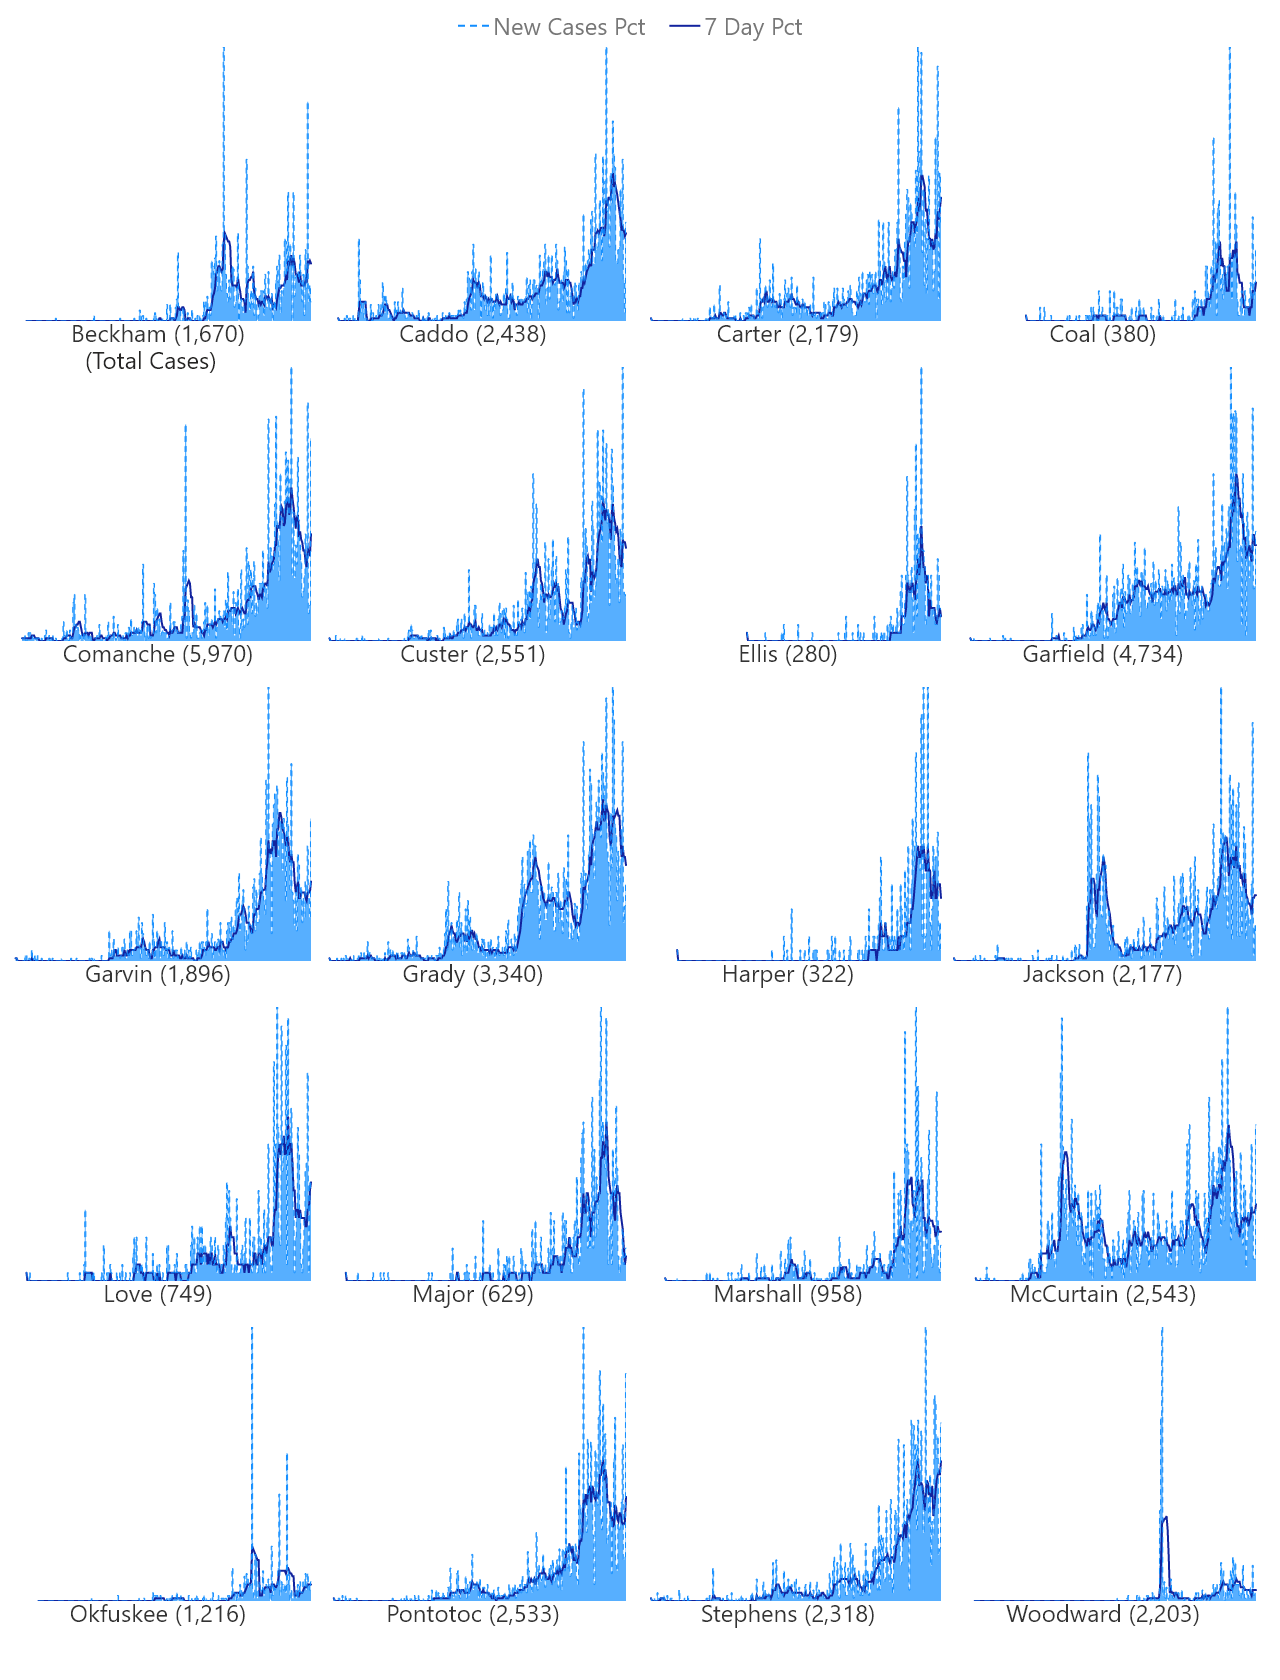 New Cases Pct 7 Day Pct
Beckham (1,670) Caddo (2,438) Carter (2,179) Coal (380)
(Total Cases)
Comanche (5,970) Custer (2,551) Ellis (280) Garfield (4,734)
Garvin (1,896) Grady (3,340) Harper (322) Jackson (2,177)
Love (749) Major (629) Marshall (958) McCurtain (2,543)
Okfuskee (1,216) Pontotoc (2,533) Stephens (2,318) Woodward (2,203)